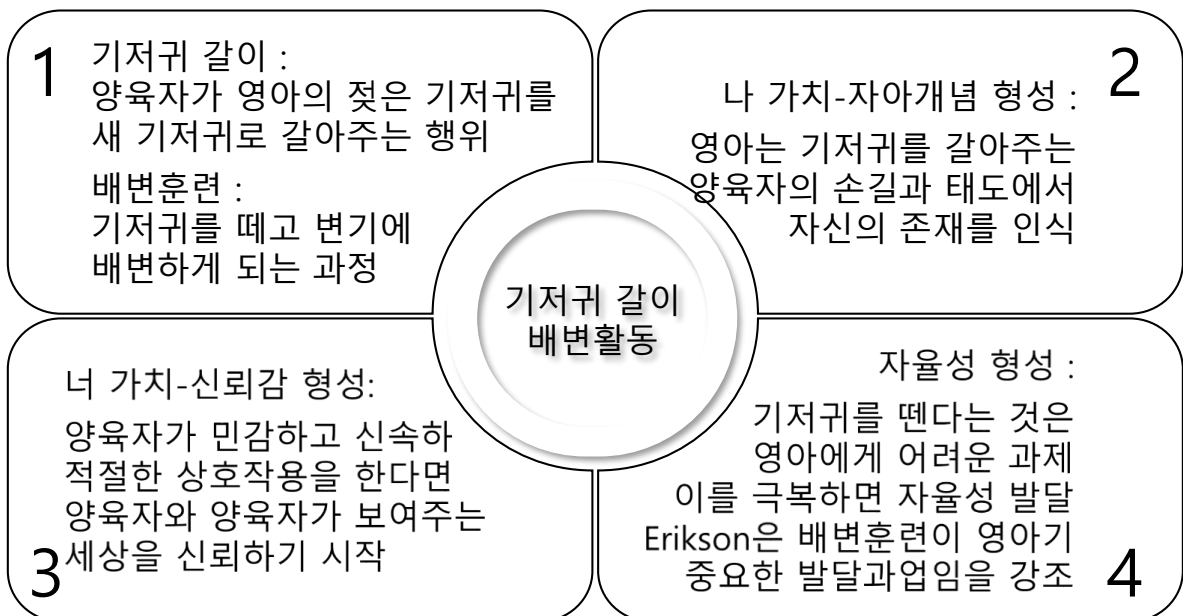 1
기저귀 갈이 :
양육자가 영아의 젖은 기저귀를
새 기저귀로 갈아주는 행위
배변훈련 :
기저귀를 떼고 변기에
배변하게 되는 과정
2
나 가치-자아개념 형성 :
영아는 기저귀를 갈아주는
양육자의 손길과 태도에서
자신의 존재를 인식
기저귀 갈이
배변활동
너 가치-신뢰감 형성:
양육자가 민감하고 신속하
적절한 상호작용을 한다면
양육자와 양육자가 보여주는
세상을 신뢰하기 시작
3
자율성 형성 :
기저귀를 뗀다는 것은
영아에게 어려운 과제
이를 극복하면 자율성 발달
Erikson은 배변훈련이 영아기
중요한 발달과업임을 강조
4